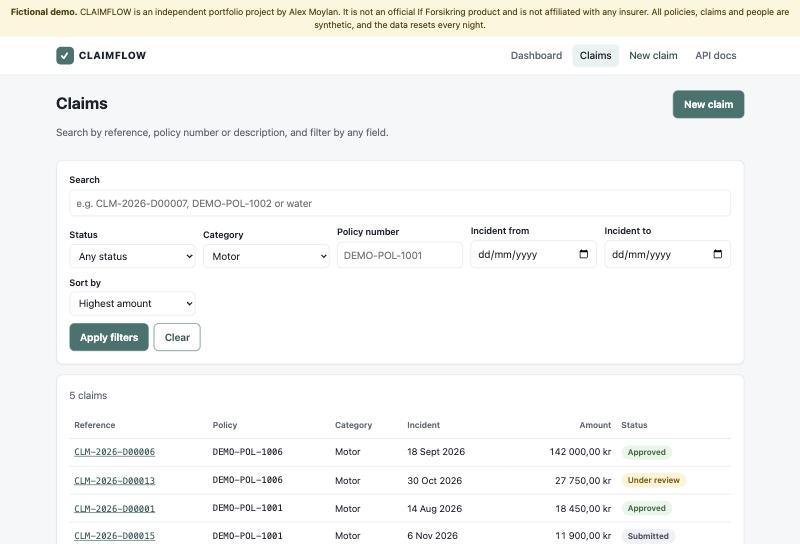 Fictional demo. CLAIMFLOW is an independent portfolio project by Alex Moylan. It is not an official If Forsikring product and is not affiliated with any insurer. All policies, claims and people are
synthetic, and the data resets every night.
CLAIMFLOW
Dashboard Claims New claim API docs
Claims
New claim
Search by reference, policy number or description, and filter by any field.
Search
e.g. CLM-2026-D00007, DEMO-POL-1002 or water
Status Category Policy number Incident from Incident to
Any status Motor DEMO-POL-1001 dd/mm/yyyy dd/mm/yyyy
Sort by
Highest amount
Apply filters Clear
5 claims
Reference Policy Category Incident Amount Status
CLM-2026-D00006 DEMO-POL-1006 Motor 18 Sept 2026 142 000,00 kr Approved
CLM-2026-D00013 DEMO-POL-1006 Motor 30 Oct 2026 27 750,00 kr Under review
CLM-2026-D00001 DEMO-POL-1001 Motor 14 Aug 2026 18 450,00 kr Approved
CLM-2026-D00015 DEMO-POL-1001 Motor 6 Nov 2026 11 900,00 kr Submitted